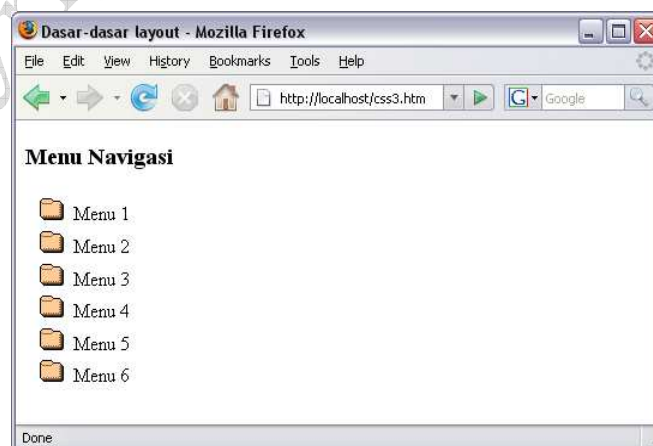 Dasar-dasar layout - Mozilla Firefox
File Edit View History Bookmarks Tools Help
http://localhost/css3.htm G Google
Menu Navigasi
Menu 1
Menu 2
Menu 3
Menu 4
Menu 5
Menu 6
Done